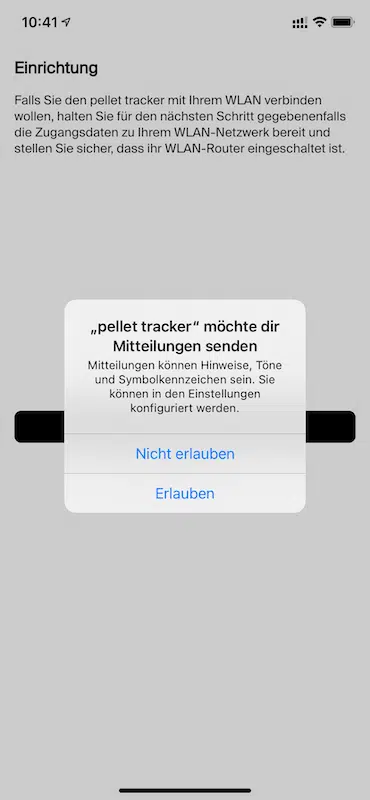 10:41
Einrichtung
Falls Sie den pellet tracker mit Ihrem WLAN verbinden
wollen, halten Sie für den nächsten Schritt gegebenenfalls
die Zugangsdaten zu Ihrem WLAN-Netzwerk bereit und
stellen Sie sicher, dass ihr WLAN-Router eingeschaltet ist.
„pellet tracker“ möchte dir
Mitteilungen senden
Mitteilungen können Hinweise, Töne
und Symbolkennzeichen sein. Sie
können in den Einstellungen
konfiguriert werden.
Nicht erlauben
Erlauben